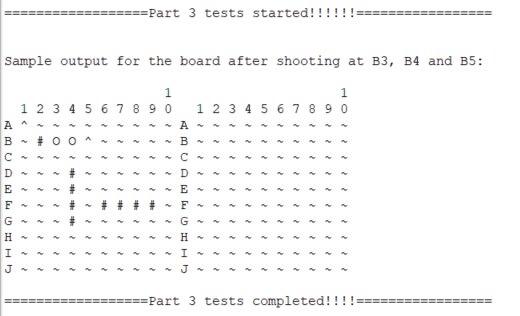 ==================Part 3 tests started!!!!!!=================
Sample output for the board after shooting at B3, B4 and B5:
                    1                     1
  1 2 3 4 5 6 7 8 9 0   1 2 3 4 5 6 7 8 9 0
A ^ ~ ~ ~ ~ ~ ~ ~ ~ ~ A ~ ~ ~ ~ ~ ~ ~ ~ ~ ~
B ~ # O O ^ ~ ~ ~ ~ ~ B ~ ~ ~ ~ ~ ~ ~ ~ ~ ~
C ~ ~ ~ ~ ~ ~ ~ ~ ~ ~ C ~ ~ ~ ~ ~ ~ ~ ~ ~ ~
D ~ ~ ~ # ~ ~ ~ ~ ~ ~ D ~ ~ ~ ~ ~ ~ ~ ~ ~ ~
E ~ ~ ~ # ~ ~ ~ ~ ~ ~ E ~ ~ ~ ~ ~ ~ ~ ~ ~ ~
F ~ ~ ~ # ~ # # # # ~ F ~ ~ ~ ~ ~ ~ ~ ~ ~ ~
G ~ ~ ~ # ~ ~ ~ ~ ~ ~ G ~ ~ ~ ~ ~ ~ ~ ~ ~ ~
H ~ ~ ~ ~ ~ ~ ~ ~ ~ ~ H ~ ~ ~ ~ ~ ~ ~ ~ ~ ~
I ~ ~ ~ ~ ~ ~ ~ ~ ~ ~ I ~ ~ ~ ~ ~ ~ ~ ~ ~ ~
J ~ ~ ~ ~ ~ ~ ~ ~ ~ ~ J ~ ~ ~ ~ ~ ~ ~ ~ ~ ~
==================Part 3 tests completed!!!!=================